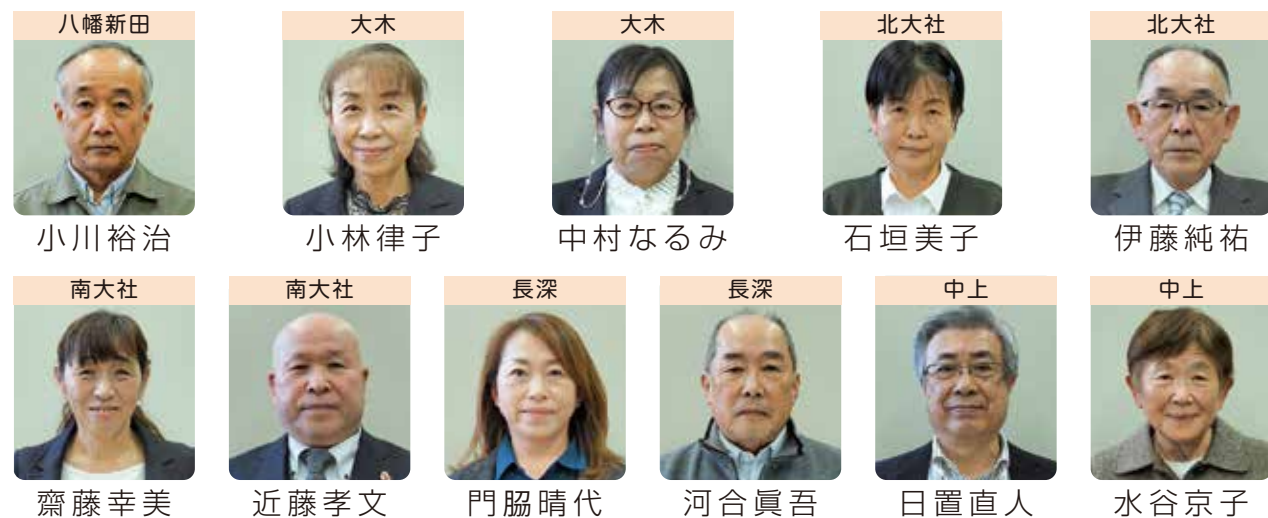 八幡新田
大木
大木
北大社
北大社
小川裕治
小林律子
中村なるみ
石垣美子
伊藤純祐
南大社
南大社
長深
長深
中上
中上
齋藤幸美
近藤孝文
門脇晴代
河合眞吾
日置直人
水谷京子